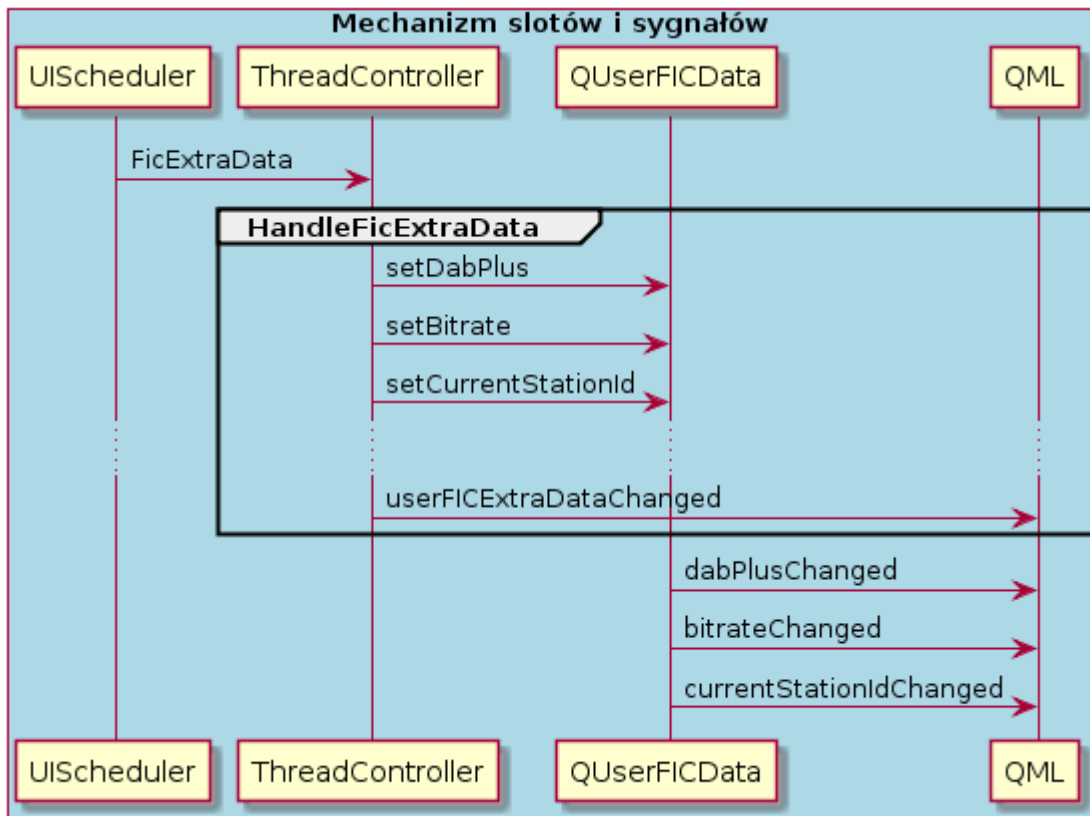 Mechanizm slotów i sygnałów
UIScheduler ThreadController QUserFICData QML
FicExtraData
HandleFicExtraData
setDabPlus
setBitrate
setCurrentStationId
userFICExtraDataChanged
dabPlusChanged
bitrateChanged
currentStationIdChanged
UIScheduler ThreadController QUserFICData QML